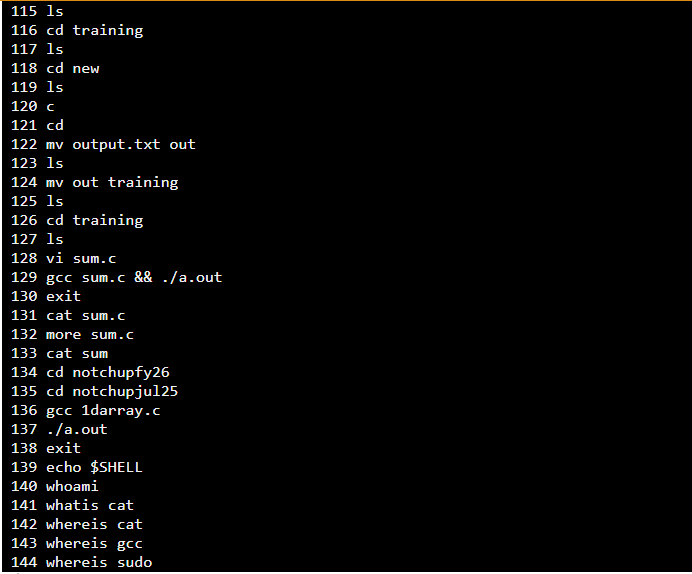 115 ls
116 cd training
117 ls
118 cd new
119 ls
120 c
121 cd
122 mv output.txt out
123 ls
124 mv out training
125 ls
126 cd training
127 ls
128 vi sum.c
129 gcc sum.c && ./a.out
130 exit
131 cat sum.c
132 more sum.c
133 cat sum
134 cd notchupfy26
135 cd notchupjul25
136 gcc 1darray.c
137 ./a.out
138 exit
139 echo $SHELL
140 whoami
141 whatis cat
142 whereis cat
143 whereis gcc
144 whereis sudo